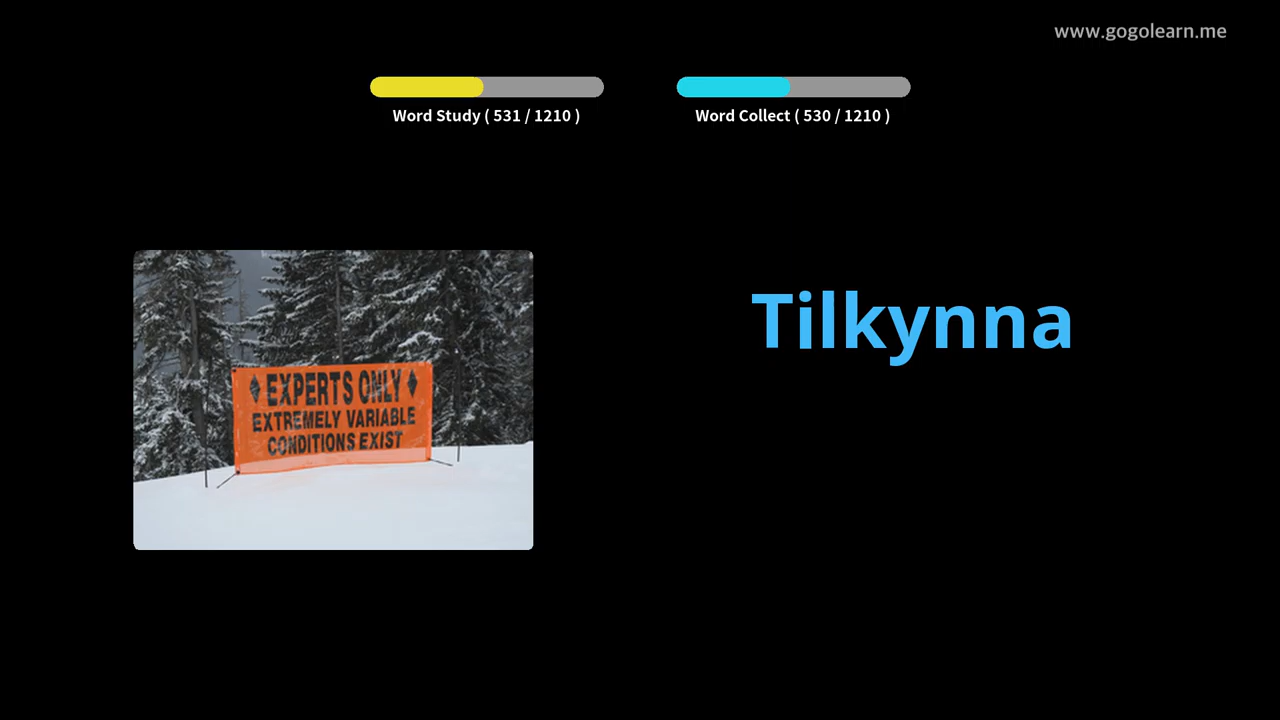 www.gogolearn.me
Word Study ( 531 / 1210 )
Word Collect ( 530 / 1210 )
Tilkynna
EXPERTS ONLY
EXTREMELY VARIABLE
CONDITIONS EXIST